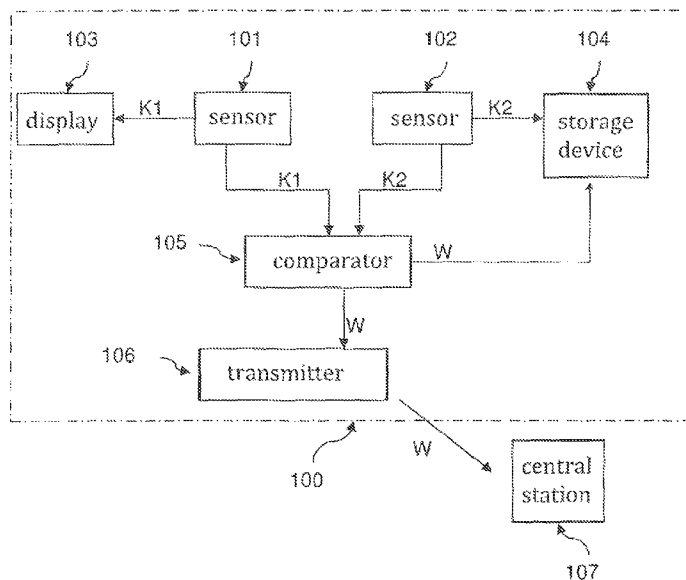 103
101
102
104
display
K1
sensor
sensor
K2
storage
device
K1
K2
105
comparator
W
W
106
transmitter
100
W
central
station
107